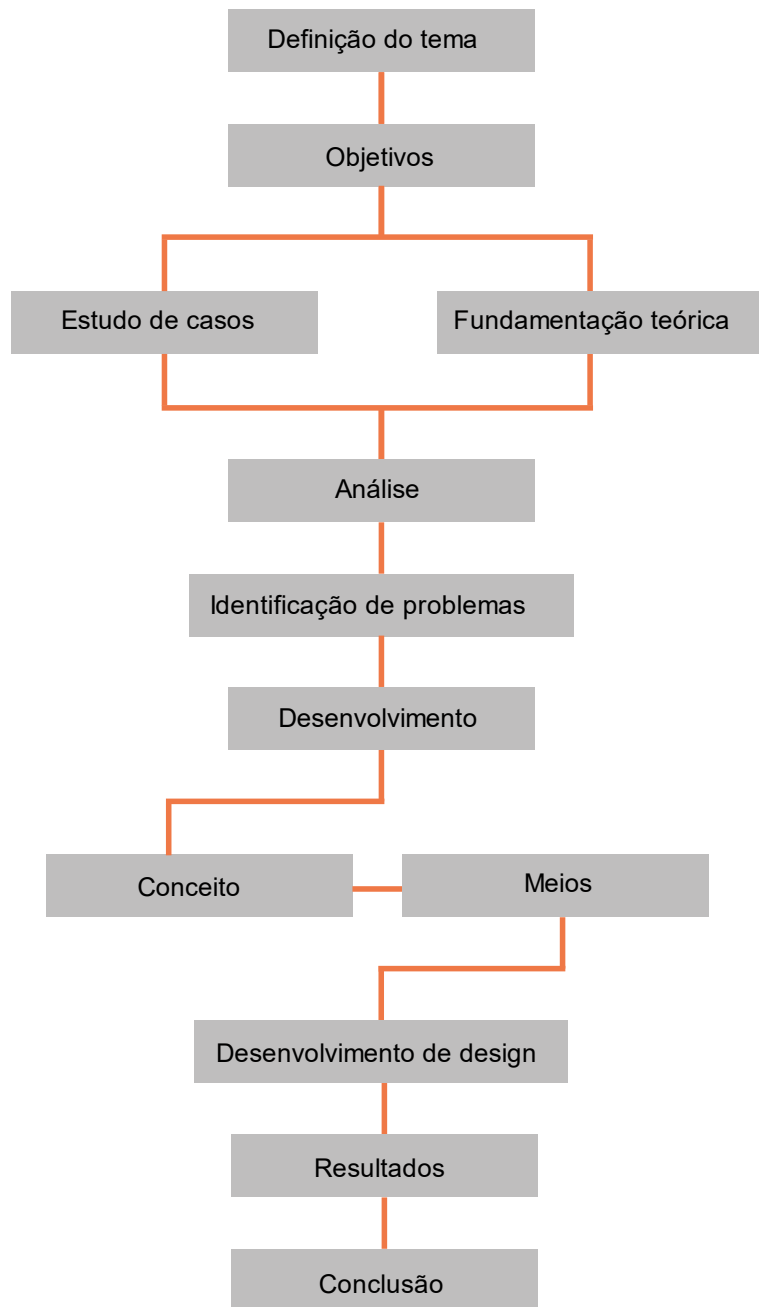 Definição do tema
Objetivos
Estudo de casos
Fundamentação teórica
Análise
Identificação de problemas
Desenvolvimento
Conceito
Meios
Desenvolvimento de design
Resultados
Conclusão